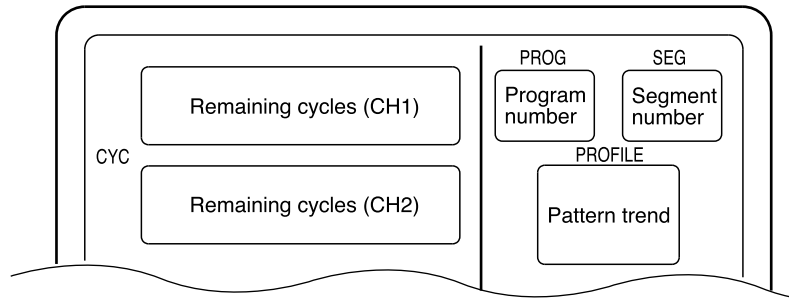 PROG
SEG
Remaining cycles (CH1)
Program
number
Segment
number
CYC
PROFILE
Remaining cycles (CH2)
Pattern trend